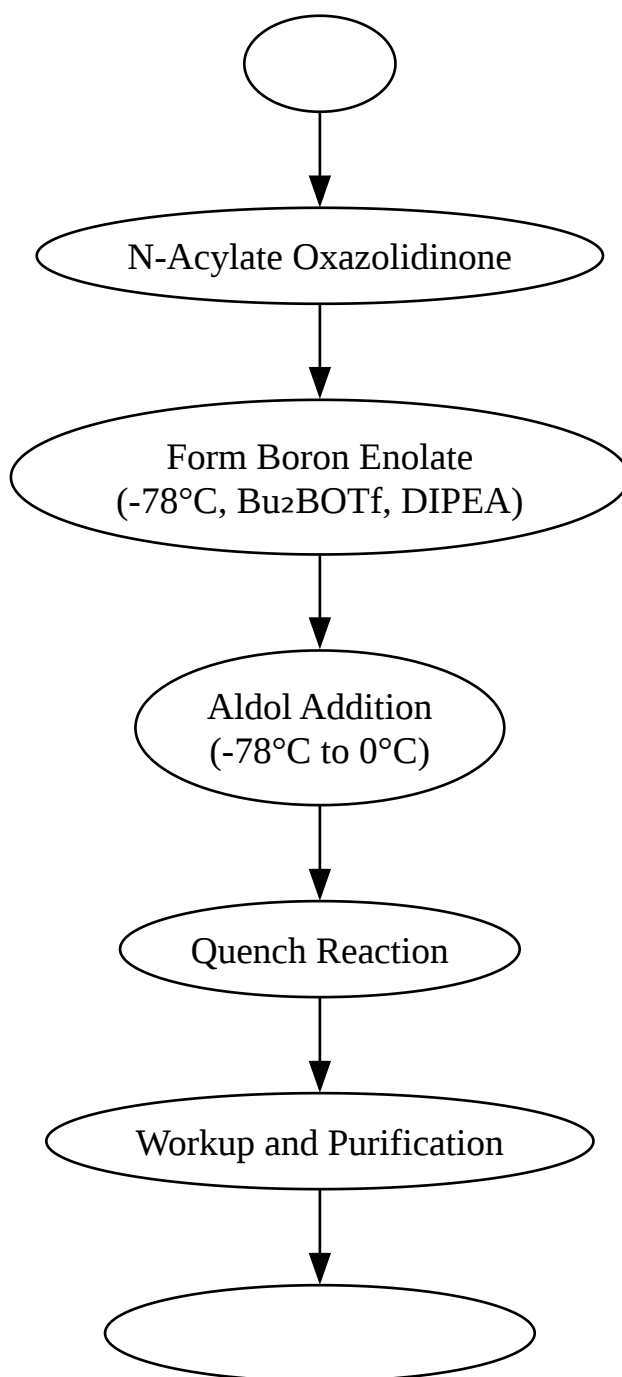 N-Acylate Oxazolidinone
Form Boron Enolate
(-78°C, Bu₂BOTf, DIPEA)
Aldol Addition
(-78°C to 0°C)
Quench Reaction
Workup and Purification